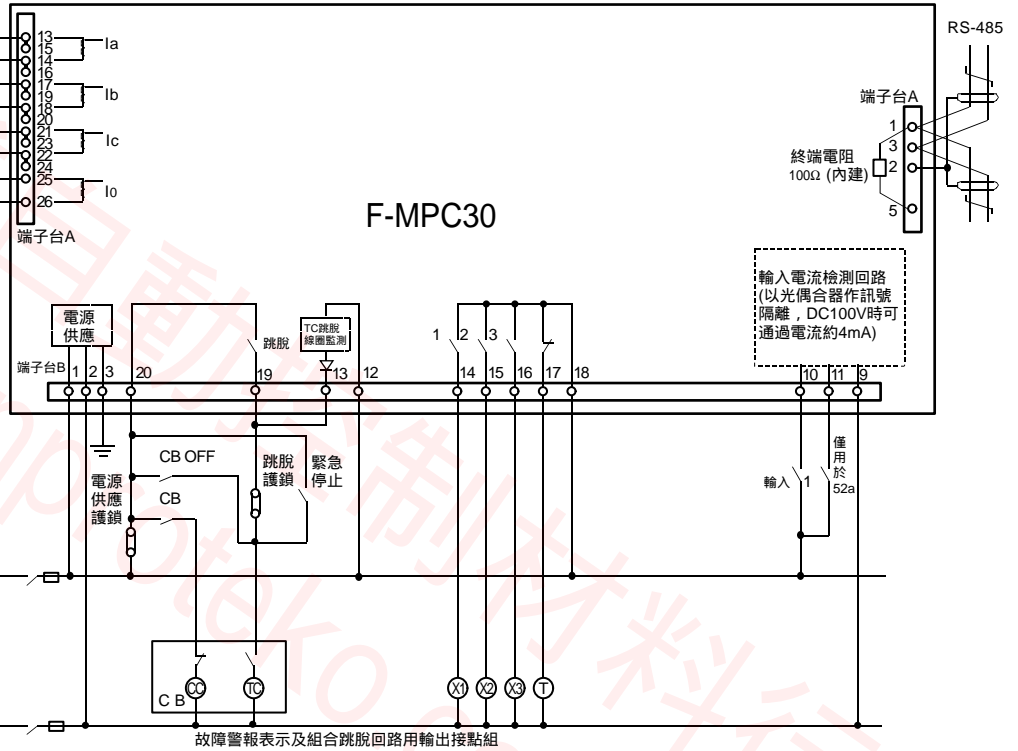 13
15
14
16
17
19
18
20
21
23
22
24
25
26
Ia
Ib
Ic
I0
端子台A
F-MPC30
RS-485
端子台A
1
3
2
5
終端電阻
100Ω (內建)
輸入電流檢測回路
(以光偶合器作訊號
隔離，DC100V時可
通過電流約4mA)
電源
供應
跳脫
TC跳脫
線圈監測
1
2
3
端子台B
1
2
3
20
19
13
12
14
15
16
17
18
10
11
9
CB OFF
CB
電源
供應
護鎖
跳脫
護鎖
緊急
停止
輸入
1
僅
用
於
52a
CC
TC
C B
X1
X2
X3
T
故障警報表示及組合跳脫回路用輸出接點組
自動控制材料行